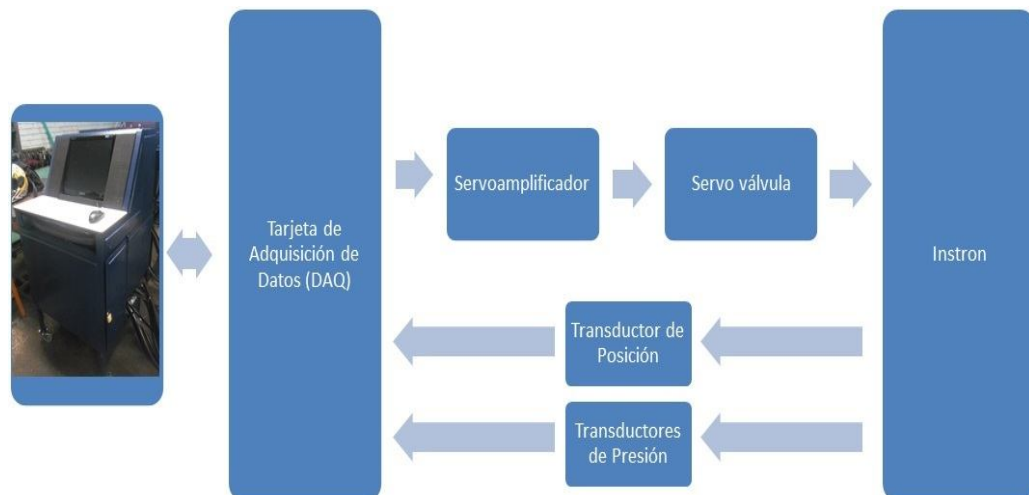 Tarjeta de
Adquisición de
Datos (DAQ)
Servoamplificador
Servo válvula
Instron
Transductor de
Posición
Transductores
de Presión